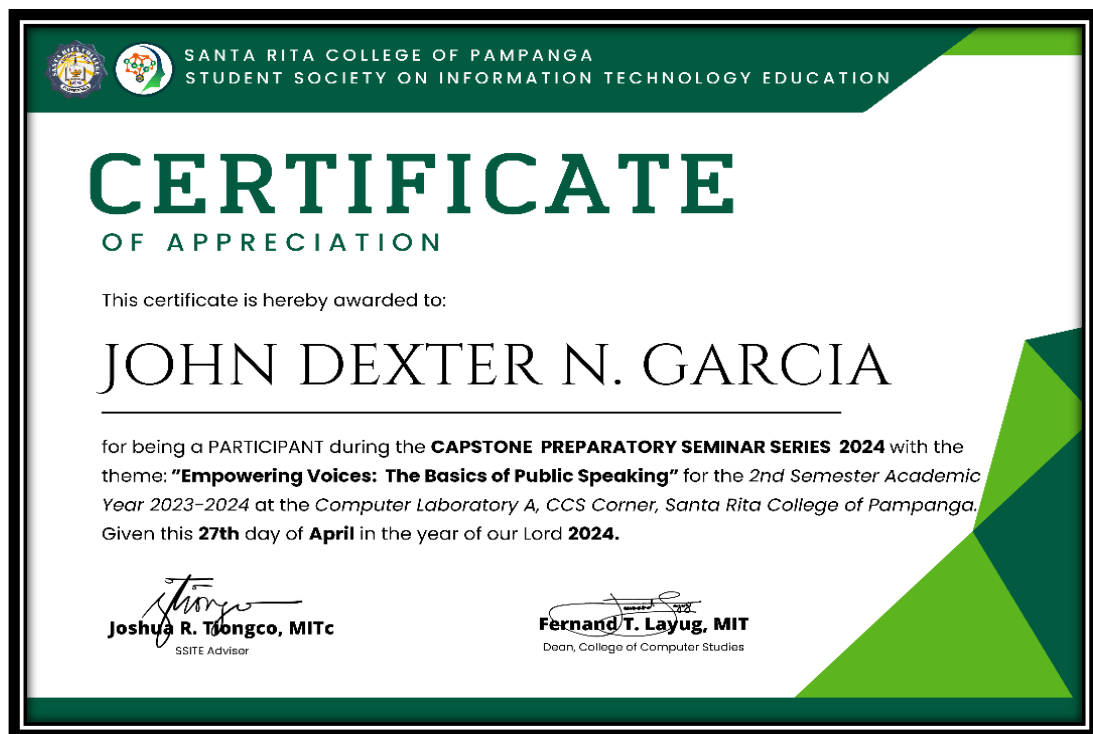 SANTA RITA COLLEGE OF PAMPANGA
STUDENT SOCIETY ON INFORMATION TECHNOLOGY EDUCATION
CERTIFICATE
OF APPRECIATION
This certificate is hereby awarded to:
JOHN DEXTER N. GARCIA
for being a PARTICIPANT during the CAPSTONE PREPARATORY SEMINAR SERIES 2024 with the
theme: ”Empowering Voices: The Basics of Public Speaking” for the 2nd Semester Academic
Year 2023-2024 at the Computer Laboratory A, CCS Corner, Santa Rita College of Pampanga.
Given this 27th day of April in the year of our Lord 2024.
Joshua R. Tiongco, MITc
SSITE Adviser
Fernand T. Layug, MIT
Dean, College of Computer Studies